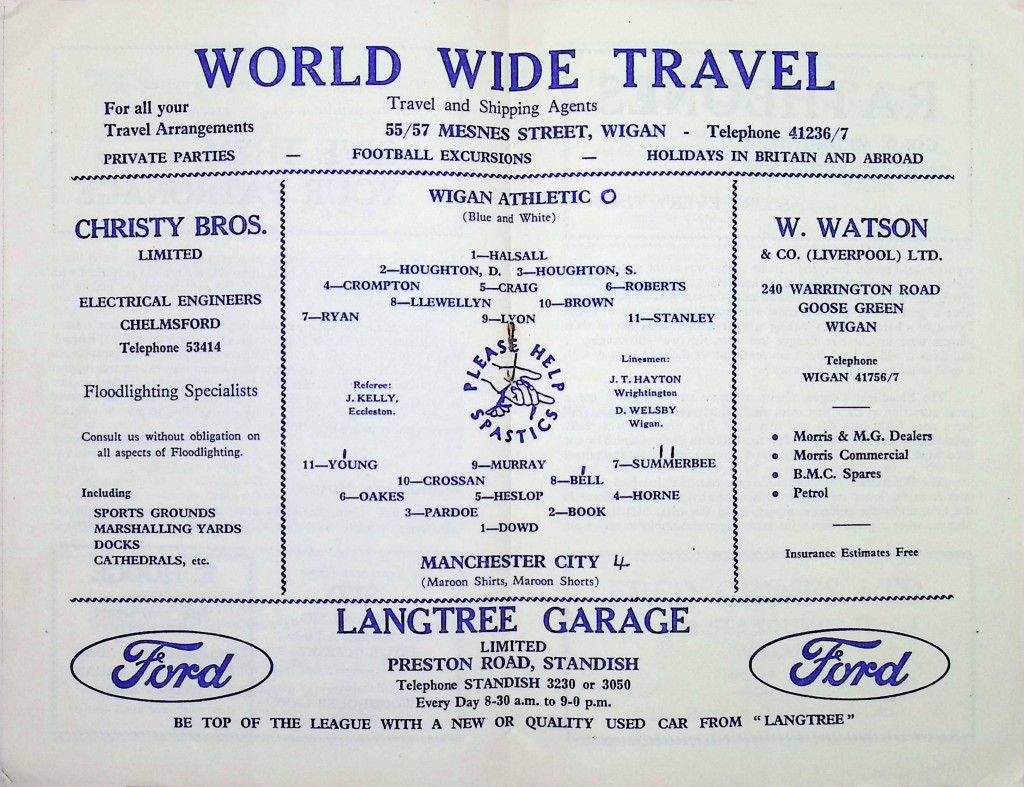 WORLD WIDE TRAVEL
For all your
Travel Arrangements
Travel and Shipping Agents
55/57 MESNES STREET, WIGAN - Telephone 41236/7
PRIVATE PARTIES — FOOTBALL EXCURSIONS — HOLIDAYS IN BRITAIN AND ABROAD
CHRISTY BROS.
LIMITED
ELECTRICAL ENGINEERS
CHELMSFORD
Telephone 53414
Floodlighting Specialists
Consult us without obligation on
all aspects of Floodlighting.
Including
SPORTS GROUNDS
MARSHALLING YARDS
DOCKS
CATHEDRALS, etc.
WIGAN ATHLETIC 0
(Blue and White)
1—HALSALL
2—HOUGHTON, D. 3—HOUGHTON, S.
4—CROMPTON 5—CRAIG 6—ROBERTS
8—LLEWELLYN 10—BROWN
7—RYAN 9—LYON 11—STANLEY
PLEASE HELP
SPASTICS
Referee:
J. KELLY,
Eccleston.
Linesmen:
J. T. HAYTON
Wrightington
D. WELSBY
Wigan.
11—YOUNG 9—MURRAY 7—SUMMERBEE
10—CROSSAN 8—BELL
6—OAKES 5—HESLOP 4—HORNE
3—PARDOE 2—BOOK
1—DOWD
MANCHESTER CITY 4
(Maroon Shirts, Maroon Shorts)
W. WATSON
& CO. (LIVERPOOL) LTD.
240 WARRINGTON ROAD
GOOSE GREEN
WIGAN
Telephone
WIGAN 41756/7
• Morris & M.G. Dealers
• Morris Commercial
• B.M.C. Spares
• Petrol
Insurance Estimates Free
Ford
LANGTREE GARAGE
LIMITED
PRESTON ROAD, STANDISH
Telephone STANDISH 3230 or 3050
Every Day 8-30 a.m. to 9-0 p.m.
Ford
BE TOP OF THE LEAGUE WITH A NEW OR QUALITY USED CAR FROM "LANGTREE"